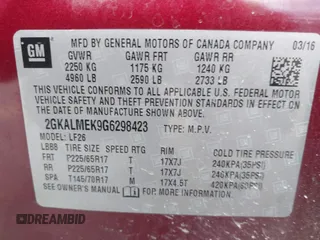 GM
MFD BY GENERAL MOTORS OF CANADA COMPANY 03/16
GVWR GAWR FRT GAWR RR
2250 KG 1175 KG 1240 KG
4960 LB 2590 LB 2733 LB
THIS VEHICLE CONFORMS TO ALL APPLICABLE U.S. FEDERAL MOTOR
VEHICLE SAFETY, AND THEFT PREVENTION STANDARDS
IN EFFECT ON THE DATE OF MANUFACTURE SHOWN ABOVE.
2GKALMEK9G6298423 TYPE: M.P.V.
LF26
TIRE SIZE SPEED RTG RIM COLD TIRE PRESSURE
FRT P225/65R17 T 17X7J 240KPA(35PSI)
RR P225/65R17 T 17X7J 240KPA(35PSI)
SPA T145/70R17 M 17X4.5T 420KPA(60PSI)
SEE OWNER'S MANUAL FOR ADDITIONAL INFORMATION
DREAMBID